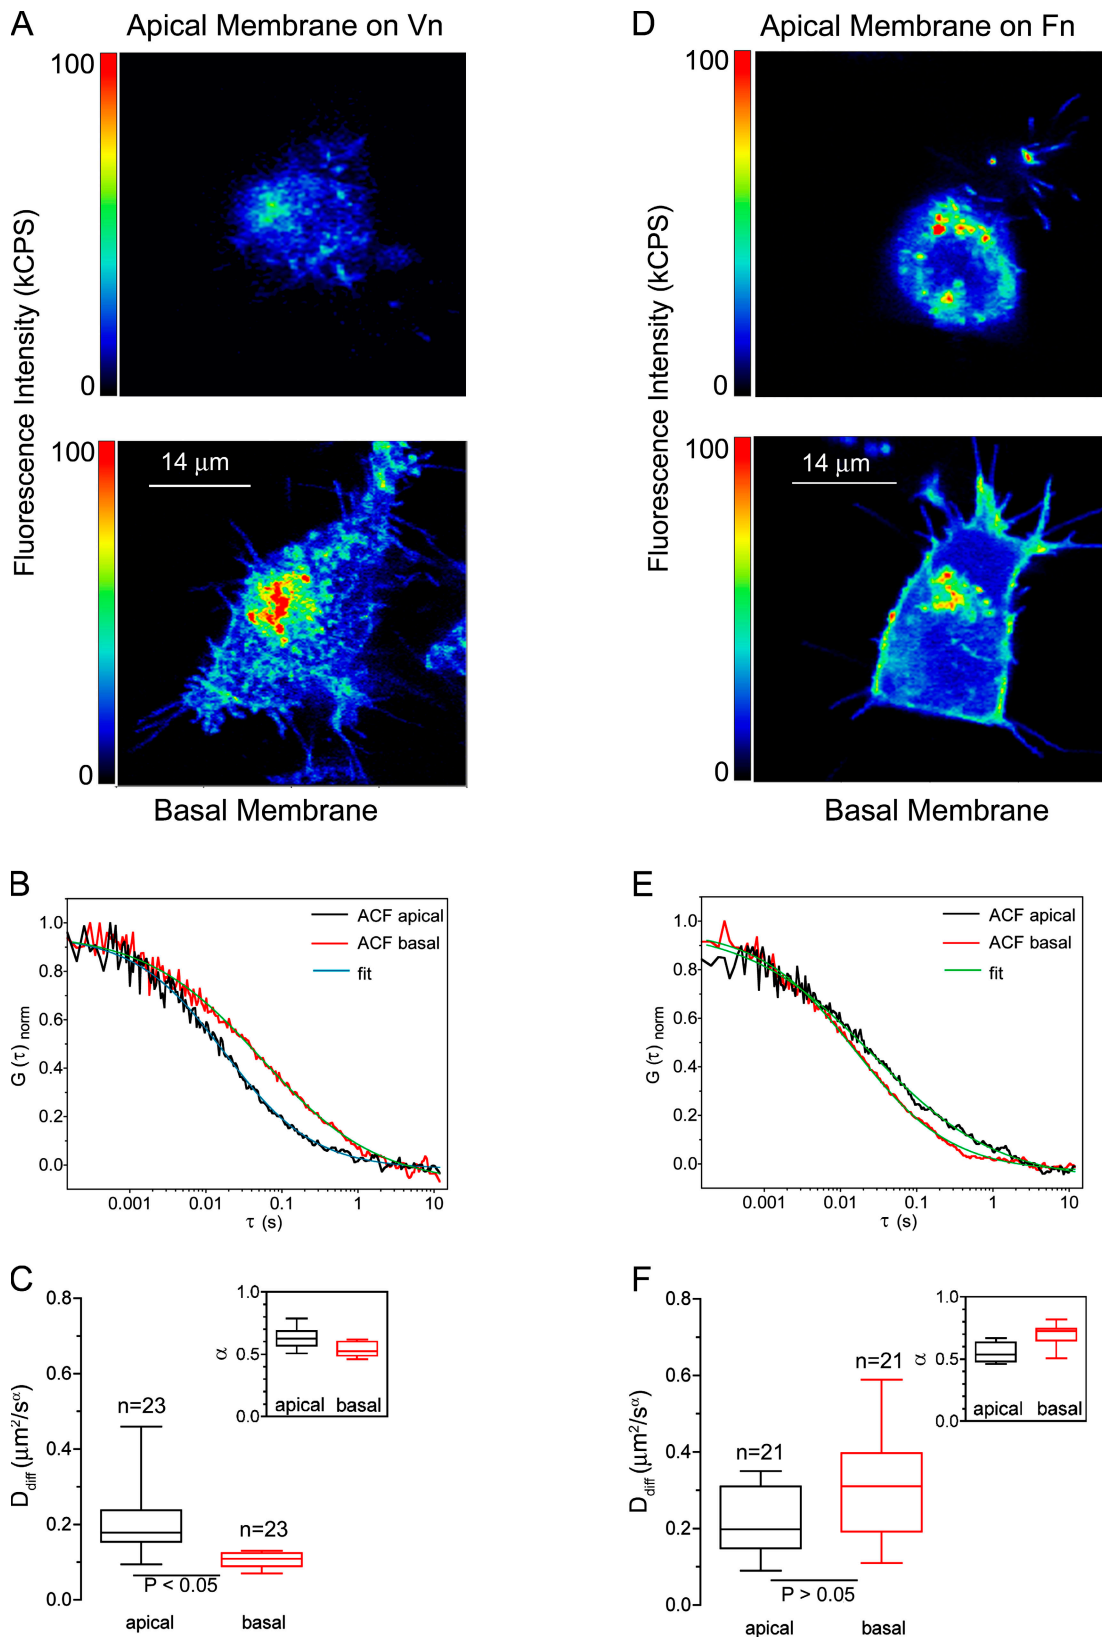 A
Apical Membrane on Vn
100
0
Fluorescence Intensity (kCPS)
100
14 μm
0
Basal Membrane
B
ACF apical
ACF basal
fit
1.0
0.8
0.6
0.4
0.2
0.0
G (τ) norm
0.001 0.01 0.1 1 10
τ (s)
C
0.8
0.6
0.4
0.2
0.0
Ddiff (μm²/sα)
n=23
n=23
P < 0.05
apical basal
1.0
0.5
0.0
α
apical basal
D
Apical Membrane on Fn
100
0
Fluorescence Intensity (kCPS)
100
14 μm
0
Basal Membrane
E
ACF apical
ACF basal
fit
1.0
0.8
0.6
0.4
0.2
0.0
G (τ) norm
0.001 0.01 0.1 1 10
τ (s)
F
0.8
0.6
0.4
0.2
0.0
Ddiff (μm²/sα)
n=21
n=21
P > 0.05
apical basal
1.0
0.5
0.0
α
apical basal